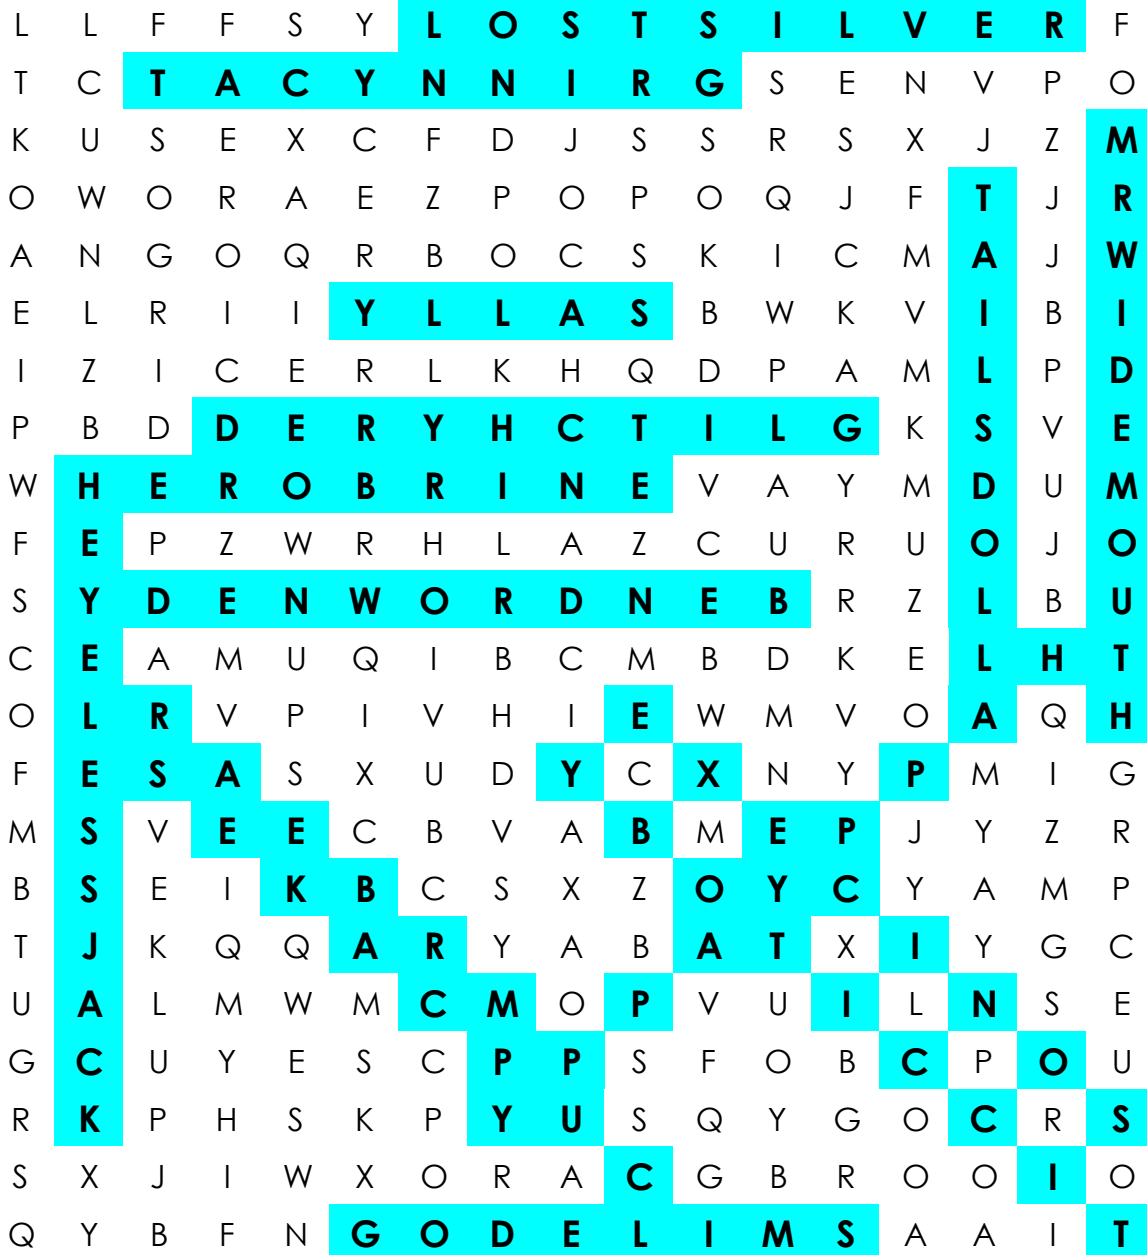 L L F F S Y L O S T S I L V E R F
T C T A C Y N N I R G S E N V P O
K U S E X C F D J S S R S X J Z M
O W O R A E Z P O P O Q J F T J R
A N G O Q R B O C S K I C M A J W
E L R I I Y L L A S B W K V I B I
I Z I C E R L K H Q D P A M L P D
P B D D E R Y H C T I L G K S V E
W H E R O B R I N E V A Y M D U M
F E P Z W R H L A Z C U R U O J O
S Y D E N W O R D N E B R Z L B U
C E A M U Q I B C M B D K E L H T
O L R V P I V H I E W M V O A Q H
F E S A S X U D Y C X N Y P M I G
M S V E E C B V A B M E P J Y Z R
B S E I K B C S X Z O Y C Y A M P
T J K Q Q A R Y A B A T X I Y G C
U A L M W M C M O P V U I L N S E
G C U Y E S C P P S F O B C P O U
R K P H S K P Y U S Q Y G O C R S
S X J I W X O R A C G B R O O I O
Q Y B F N G O D E L I M S A A I T